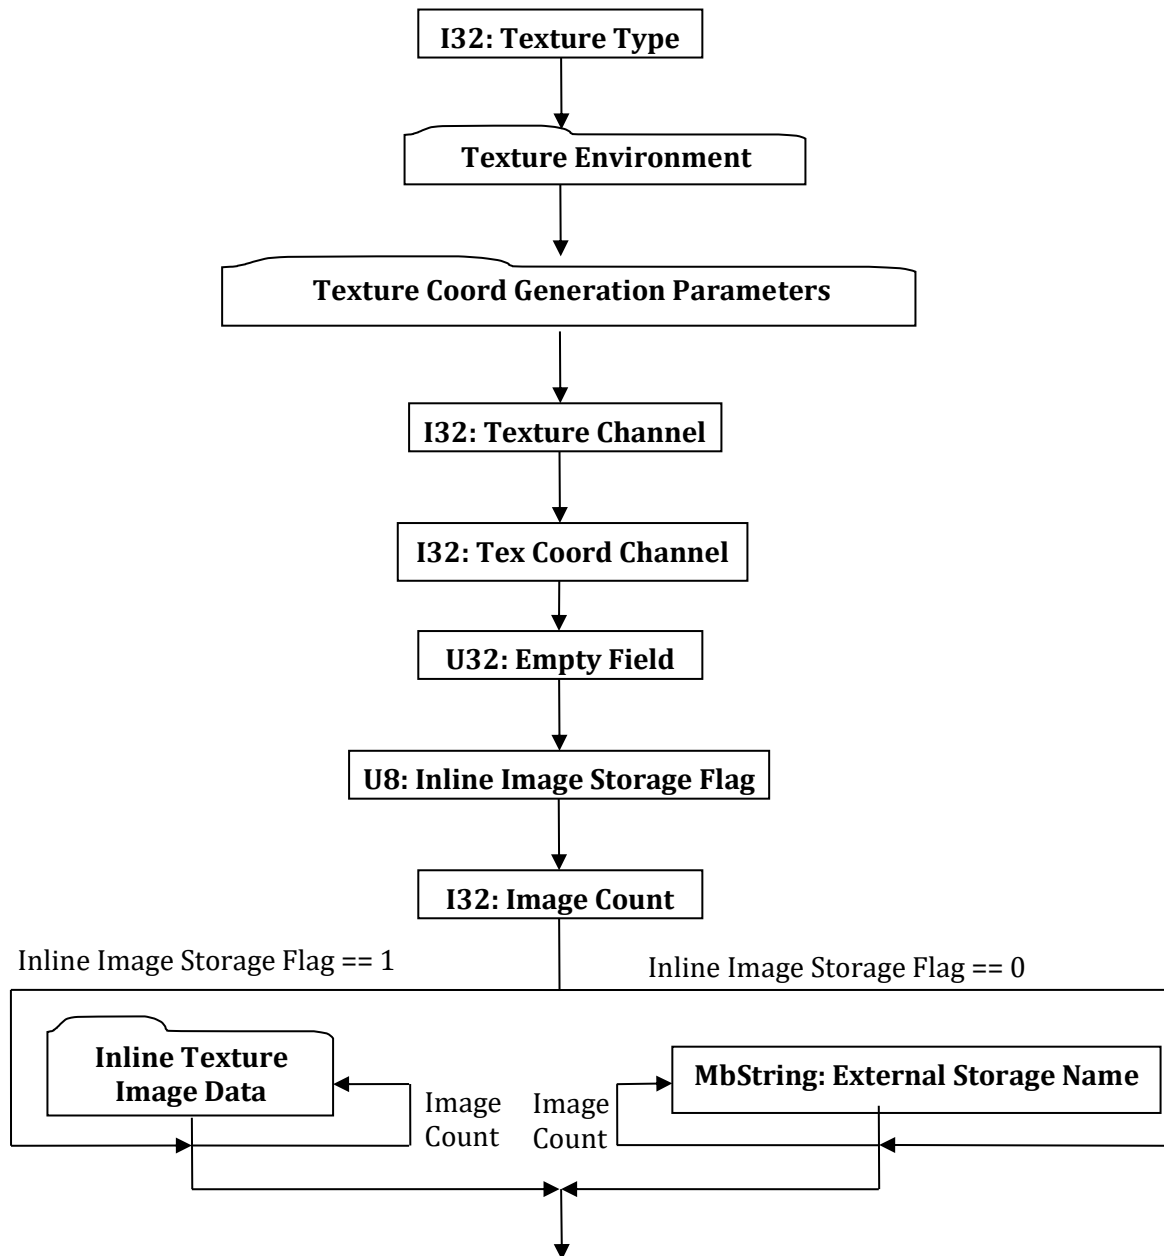 I32: Texture Type
Texture Environment
Texture Coord Generation Parameters
I32: Texture Channel
I32: Tex Coord Channel
U32: Empty Field
U8: Inline Image Storage Flag
I32: Image Count
Inline Image Storage Flag == 1
Inline Image Storage Flag == 0
Inline Texture
Image Data
Image
Count
Image
Count
MbString: External Storage Name